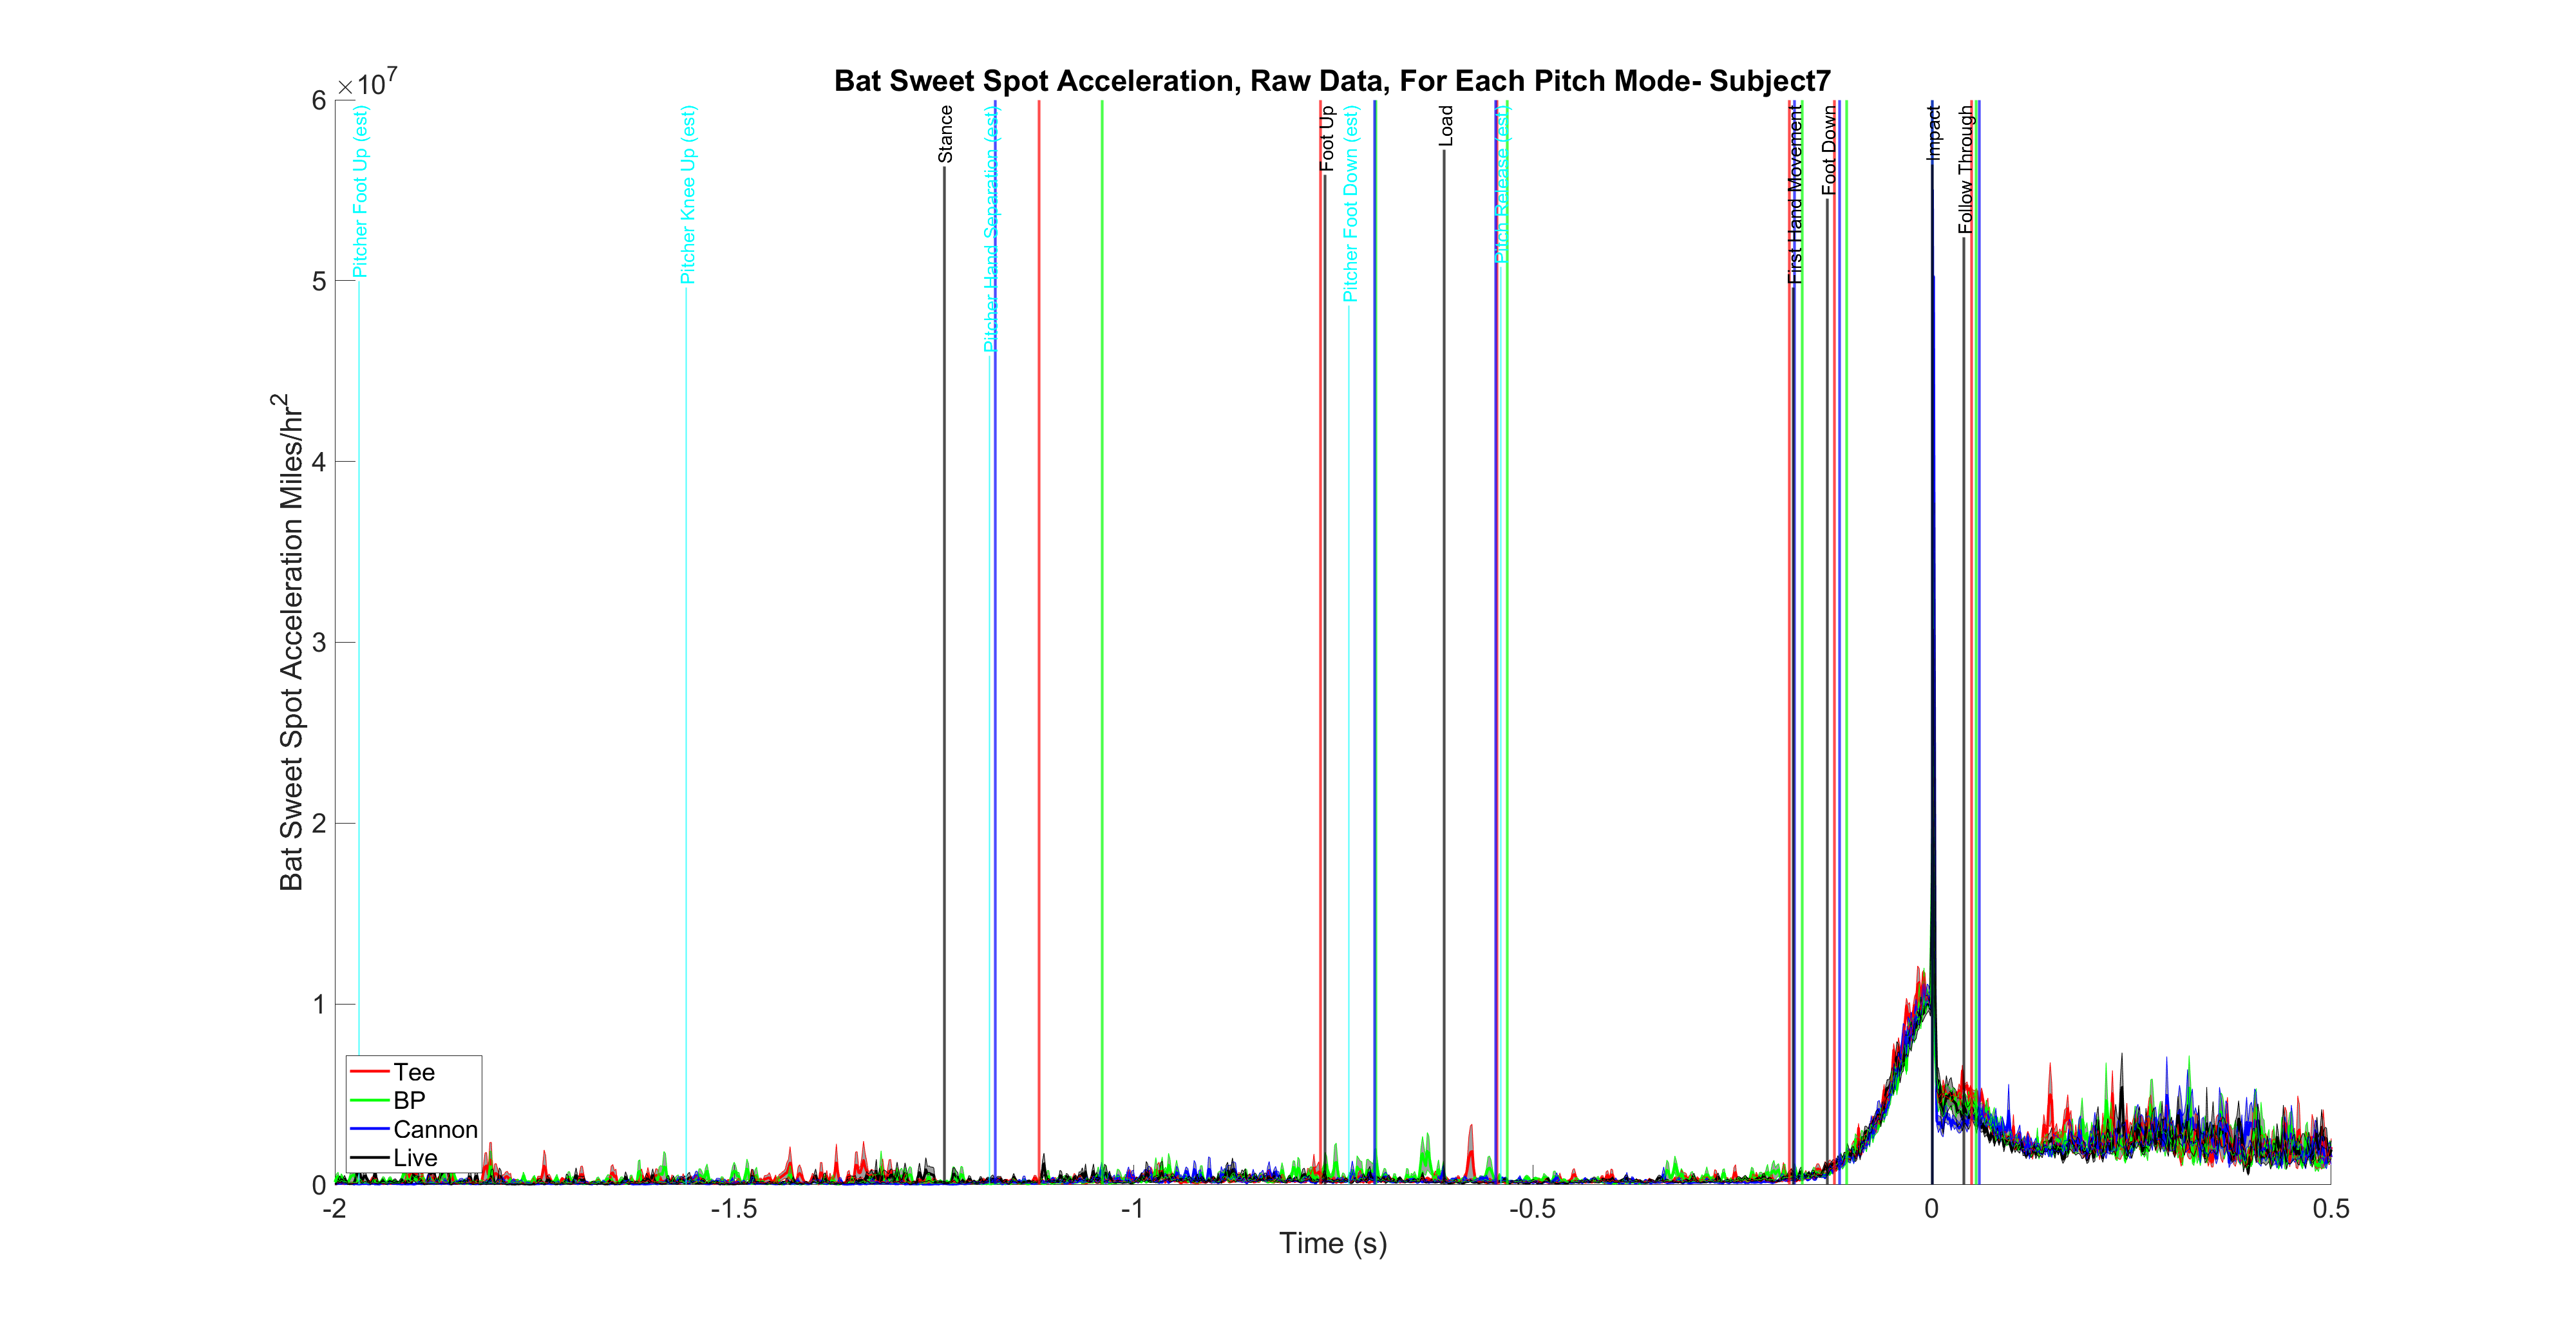 Bat Sweet Spot Acceleration, Raw Data, For Each Pitch Mode- Subject7
×10^7
6
5
4
3
2
1
0
Bat Sweet Spot Acceleration Miles/hr^2
Pitcher Foot Up (est)
Pitcher Knee Up (est)
Stance
Pitcher Hand Separation (est)
Foot Up
Pitcher Foot Down (est)
Load
Pitch Release (est)
First Hand Movement
Foot Down
Impact
Follow Through
Tee
BP
Cannon
Live
-2
-1.5
-1
-0.5
0
0.5
Time (s)